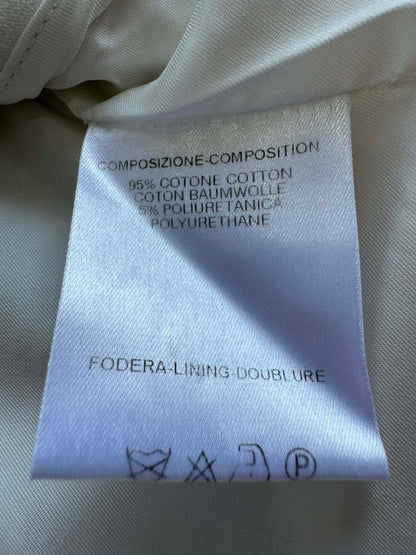 COMPOSIZIONE-COMPOSITION
95% COTONE COTTON
COTON BAUMWOLLE
5% POLIURETANICA
POLYURETHANE
FODERA-LINING-DOUBLURE
P